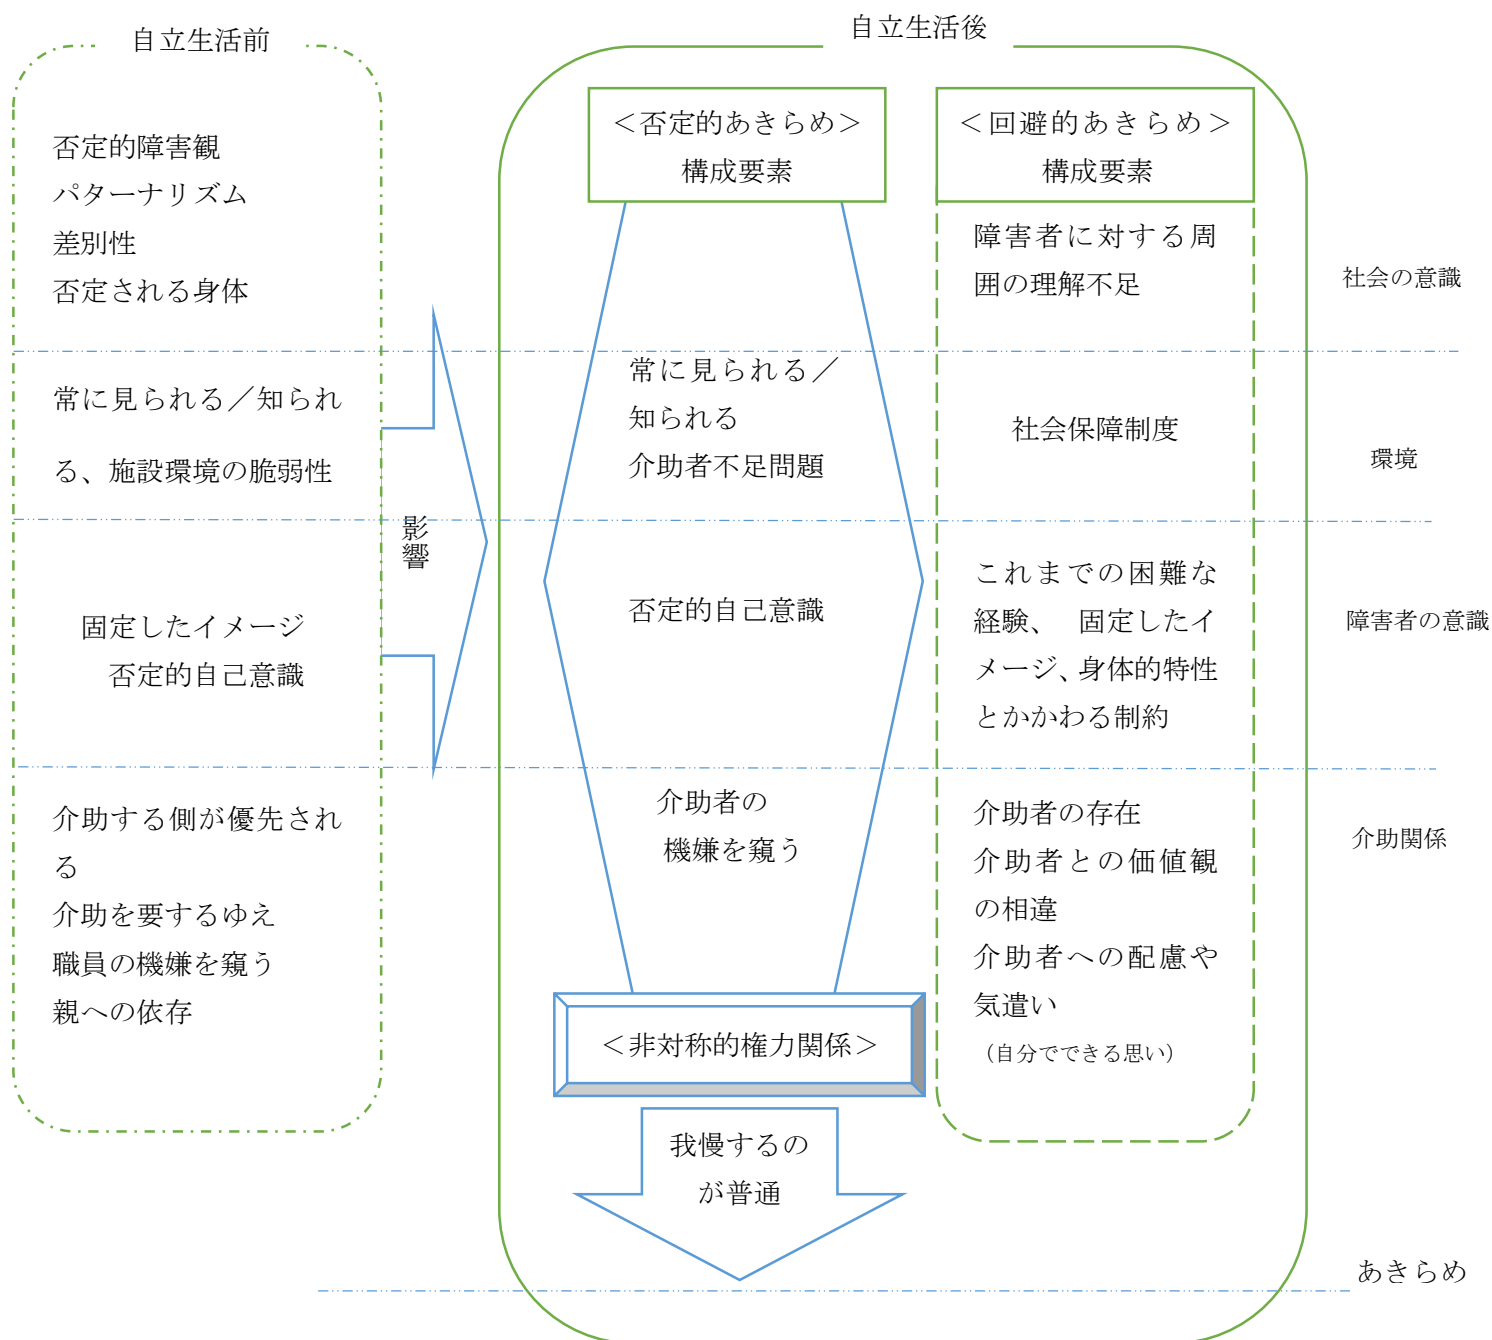 自立生活前
否定的障害観
パターナリズム
差別性
否定される身体
常に見られる／知られ
る、施設環境の脆弱性
固定したイメージ
否定的自己意識
介助する側が優先され
る
介助を要するゆえ
職員の機嫌を窺う
親への依存
影響
自立生活後
＜否定的あきらめ＞
構成要素
常に見られる／
知られる
介助者不足問題
否定的自己意識
介助者の
機嫌を窺う
＜非対称的権力関係＞
我慢するの
が普通
＜回避的あきらめ＞
構成要素
障害者に対する周
囲の理解不足
社会保障制度
これまでの困難な
経験、　固定したイ
メージ、身体的特性
とかかわる制約
介助者の存在
介助者との価値観
の相違
介助者への配慮や
気遣い
（自分でできる思い）
社会の意識
環境
障害者の意識
介助関係
あきらめ